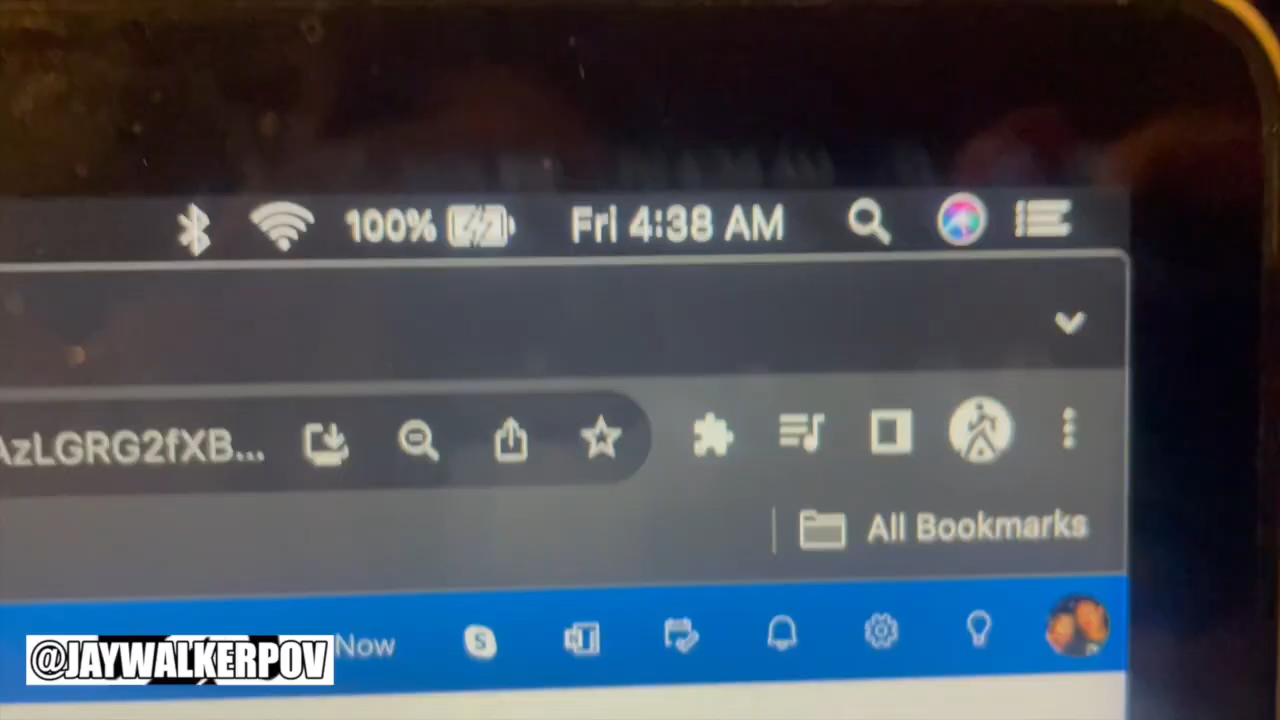 100% Fri 4:38 AM
AzLGRG2fXB...
All Bookmarks
Now
@JAYWALKERPOV